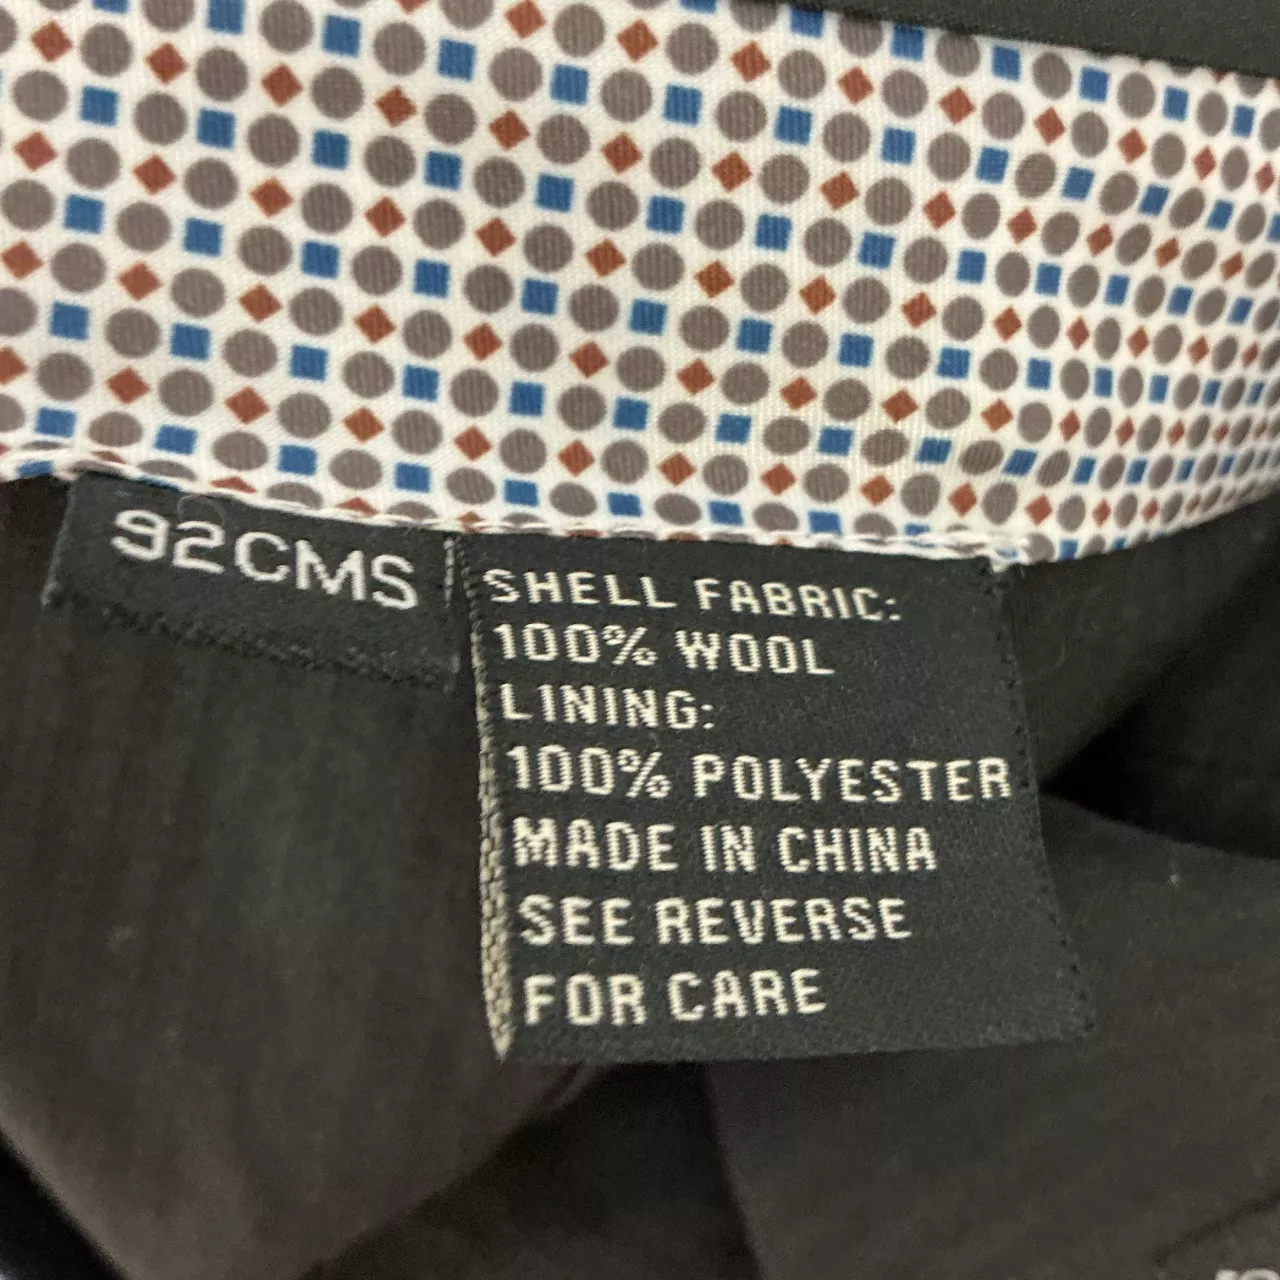 92CMS
SHELL FABRIC:
100% WOOL
LINING:
100% POLYESTER
MADE IN CHINA
SEE REVERSE
FOR CARE